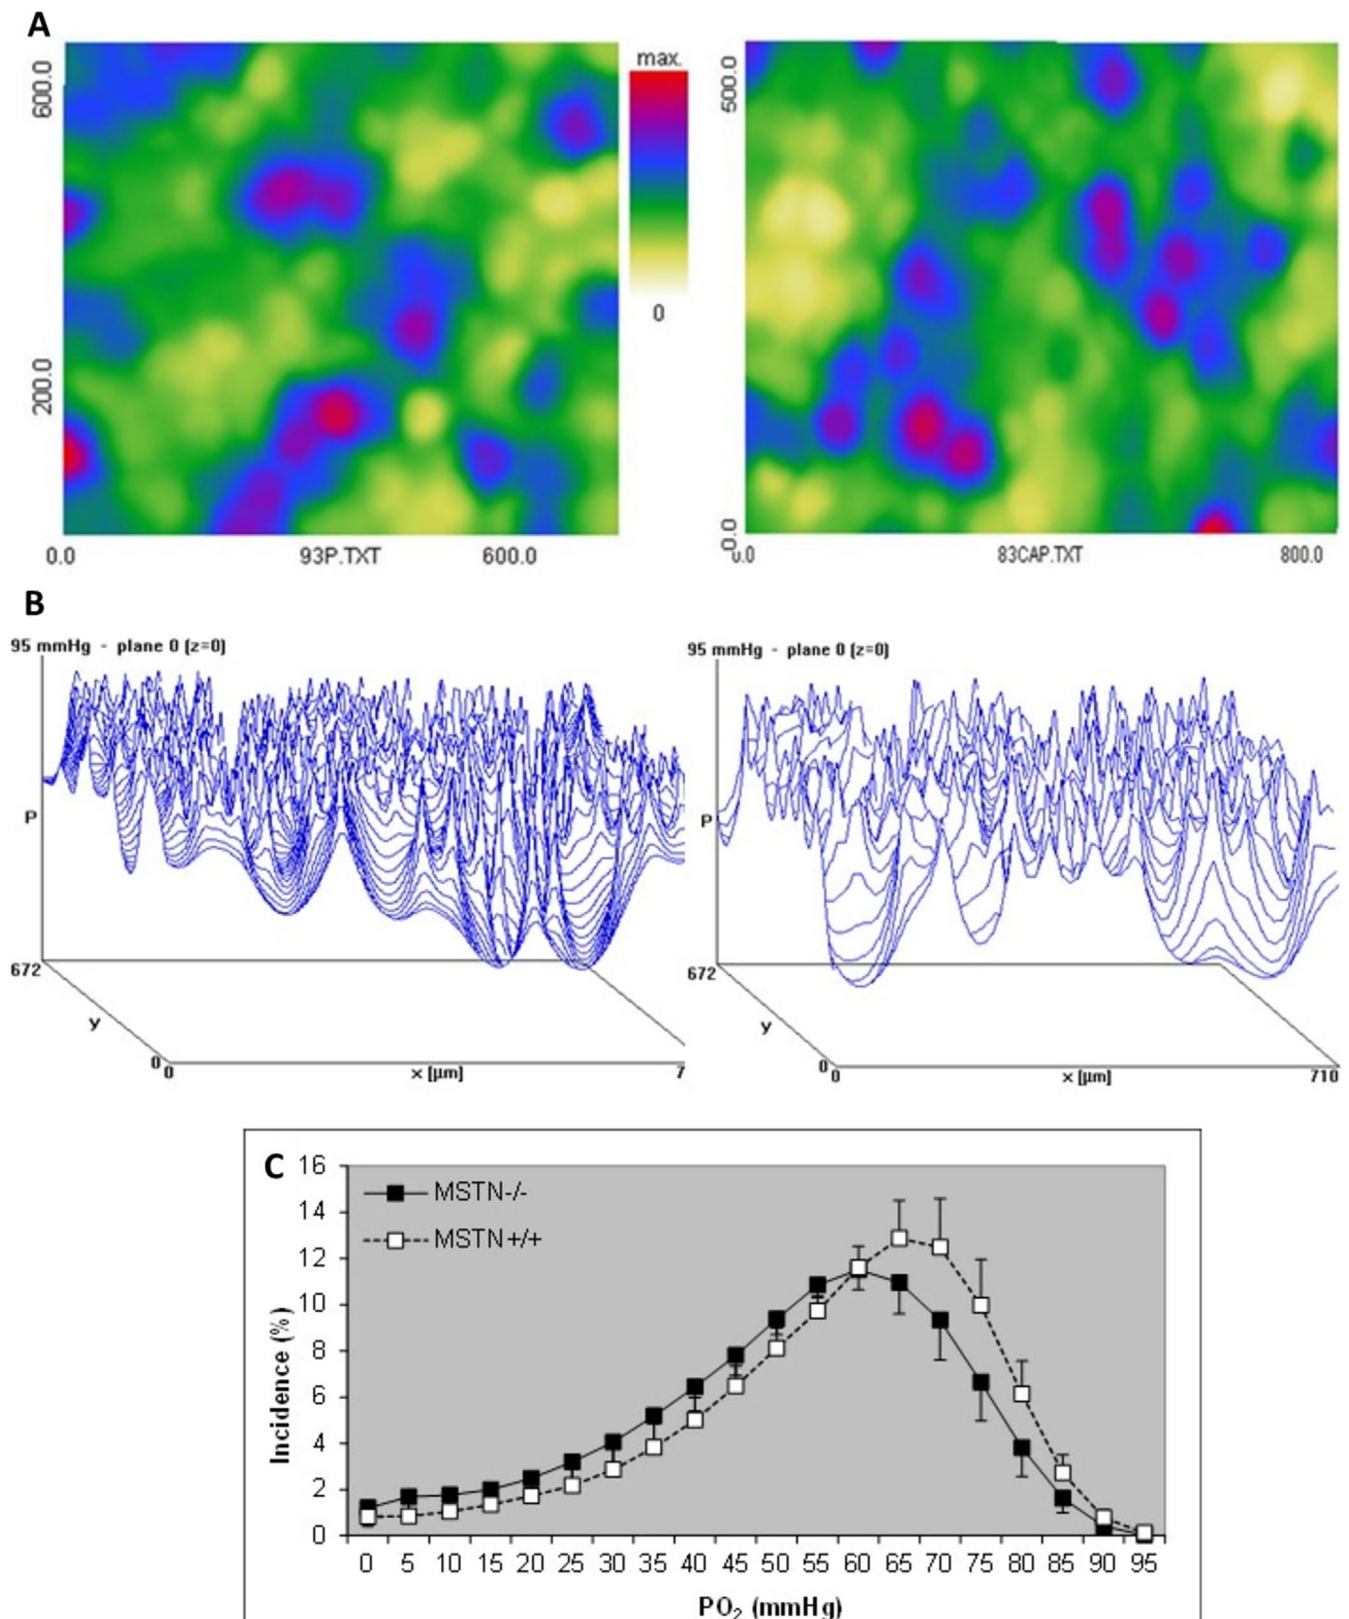 A
600.0
200.0
0.0
93P.TXT
600.0
max.
0
500.0
0.0
0.0
83CAP.TXT
800.0
B
95 mmHg - plane 0 (z=0)
P
672
y
0
0
x [µm]
7
95 mmHg - plane 0 (z=0)
P
672
y
0
0
x [µm]
710
C
MSTN-/-
MSTN+/+
Incidence (%)
16
14
12
10
8
6
4
2
0
0 5 10 15 20 25 30 35 40 45 50 55 60 65 70 75 80 85 90 95
PO2 (mmHg)